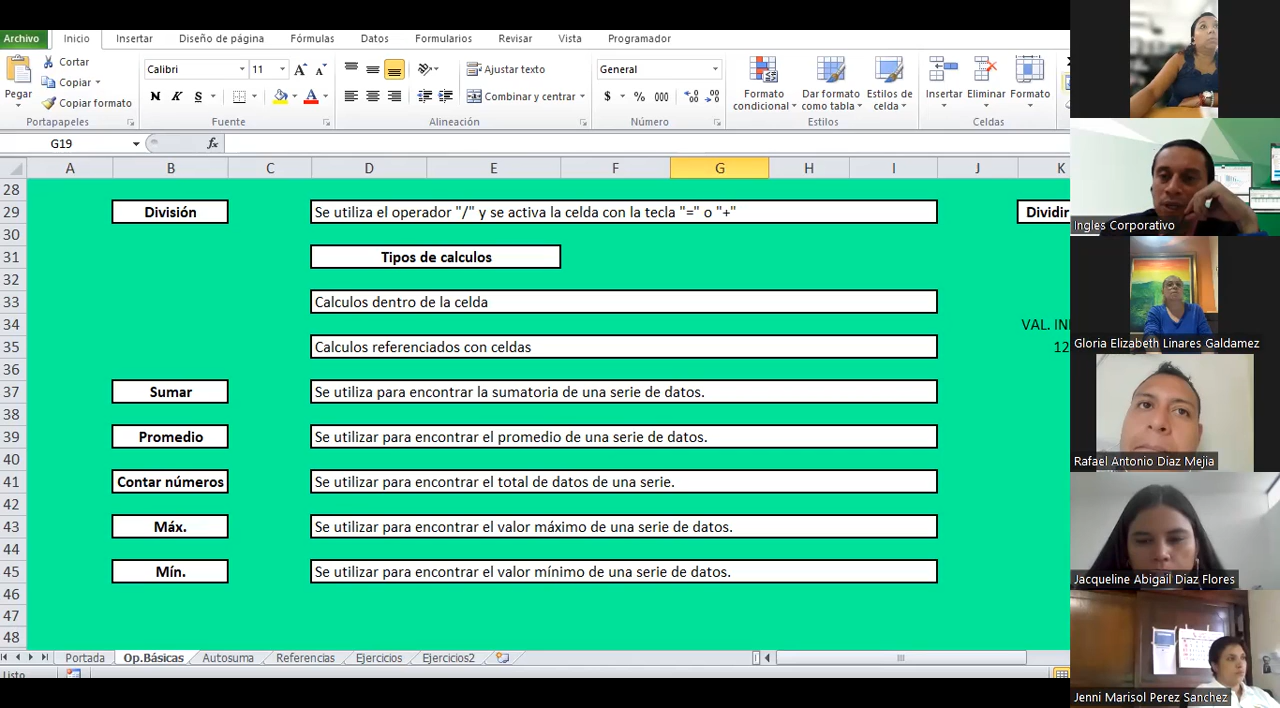 Archivo Inicio Insertar Diseño de página Fórmulas Datos Formularios Revisar Vista Programador
Pegar
Cortar
Copiar
Copiar formato
Portapapeles
Calibri 11
N K S A
Fuente
Ajustar texto
Combinar y centrar
Alineación
General
$ % 000
Número
Formato condicional
Dar formato como tabla
Estilos de celda
Estilos
Insertar Eliminar Formato
Celdas
G19 fx
A B C D E F G H I J K
28
29 División Se utiliza el operador "/" y se activa la celda con la tecla "=" o "+" Dividir
30
31 Tipos de calculos
32
33 Calculos dentro de la celda
34 VAL. IN
35 Calculos referenciados con celdas 12
36
37 Sumar Se utiliza para encontrar la sumatoria de una serie de datos.
38
39 Promedio Se utilizar para encontrar el promedio de una serie de datos.
40
41 Contar números Se utilizar para encontrar el total de datos de una serie.
42
43 Máx. Se utilizar para encontrar el valor máximo de una serie de datos.
44
45 Mín. Se utilizar para encontrar el valor mínimo de una serie de datos.
46
47
48
Portada Op.Básicas Autosuma Referencias Ejercicios Ejercicios2
Listo
Ingles Corporativo
Gloria Elizabeth Linares Galdamez
Rafael Antonio Diaz Mejia
Jacqueline Abigail Diaz Flores
Jenni Marisol Perez Sanchez